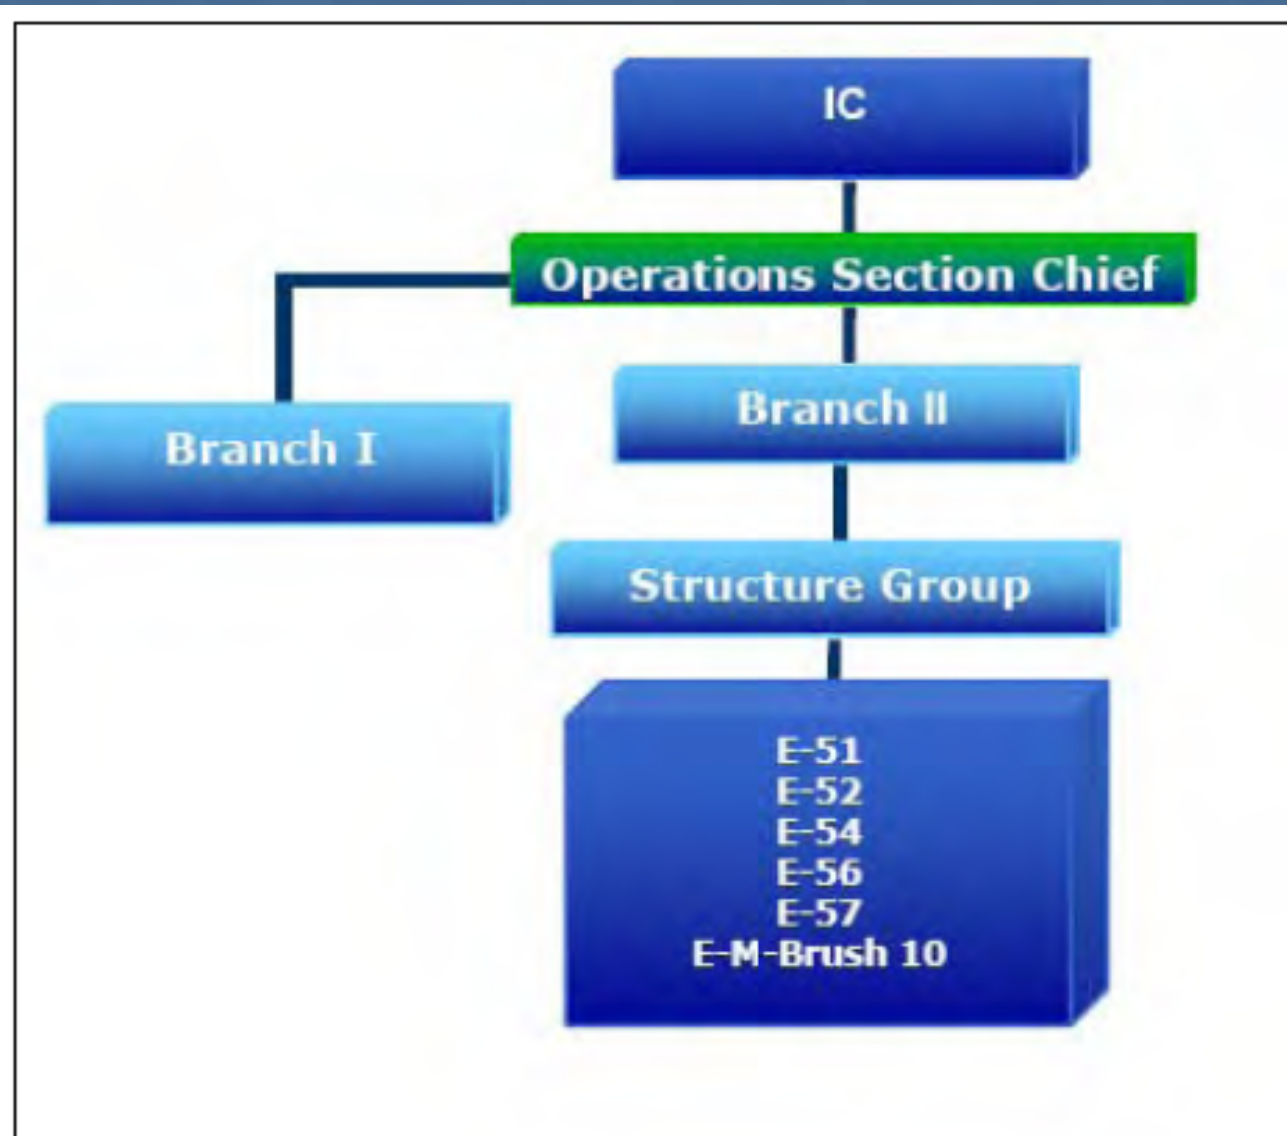 IC
Operations Section Chief
Branch I
Branch II
Structure Group
E-51
E-52
E-54
E-56
E-57
E-M-Brush 10